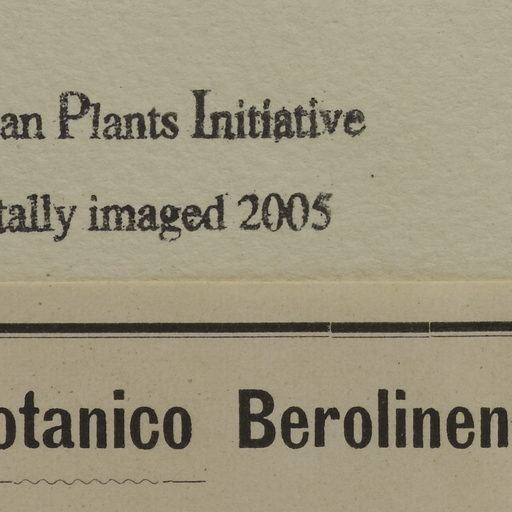 an Plants Initiative
tally imaged 2005
otanico Berolinen